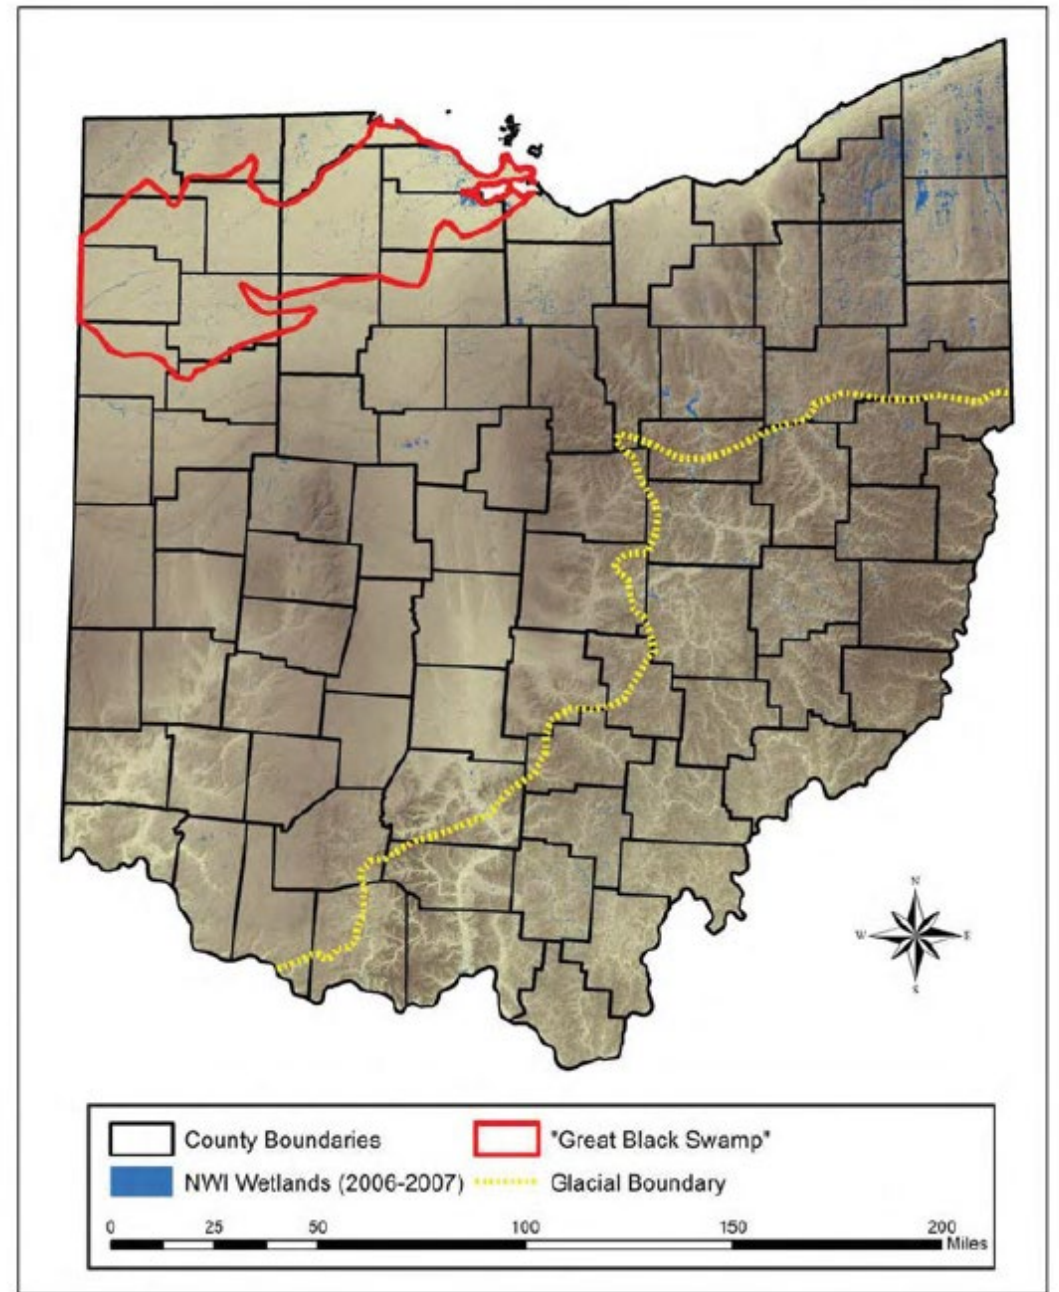 N
W E
S
County Boundaries "Great Black Swamp"
NWI Wetlands (2006-2007) Glacial Boundary
0 25 50 100 150 200
Miles